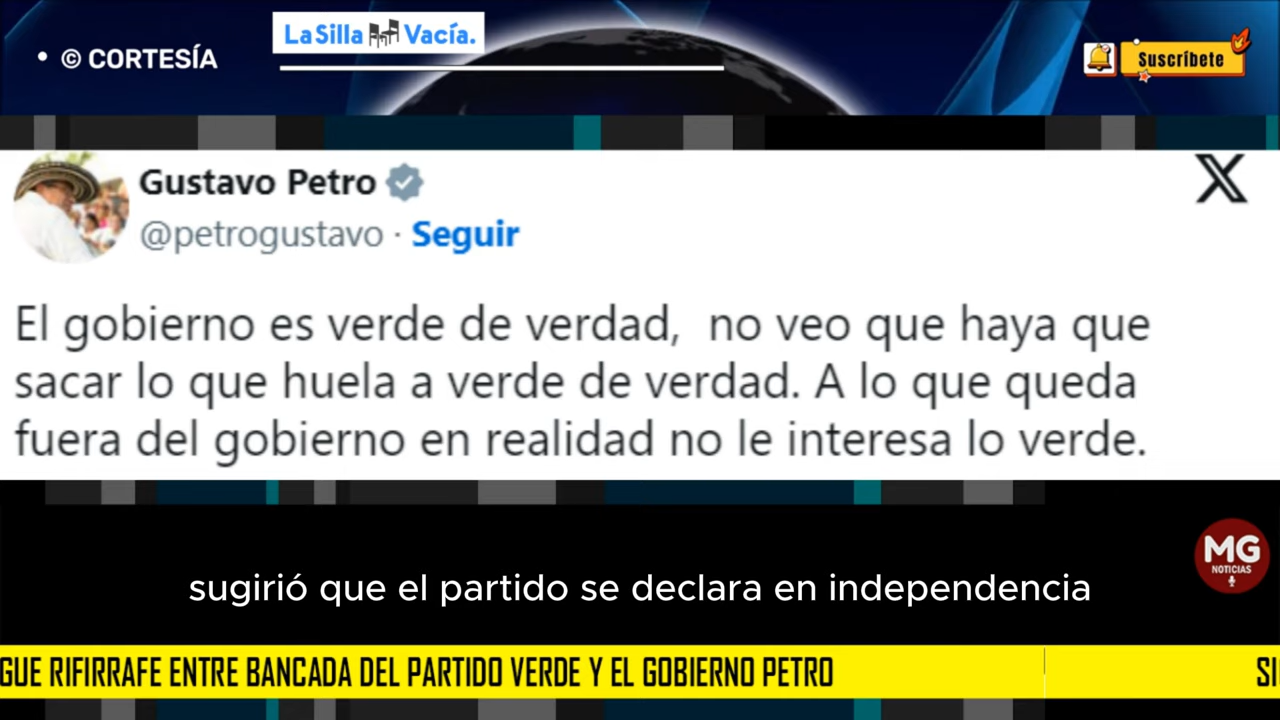 • © CORTESÍA
La Silla Vacía.
Suscríbete
Gustavo Petro
X
@petrogustavo · Seguir
El gobierno es verde de verdad, no veo que haya que
sacar lo que huela a verde de verdad. A lo que queda
fuera del gobierno en realidad no le interesa lo verde.
MG
NOTICIAS
sugirió que el partido se declara en independencia
GUE RIFIRRAFE ENTRE BANCADA DEL PARTIDO VERDE Y EL GOBIERNO PETRO
SI